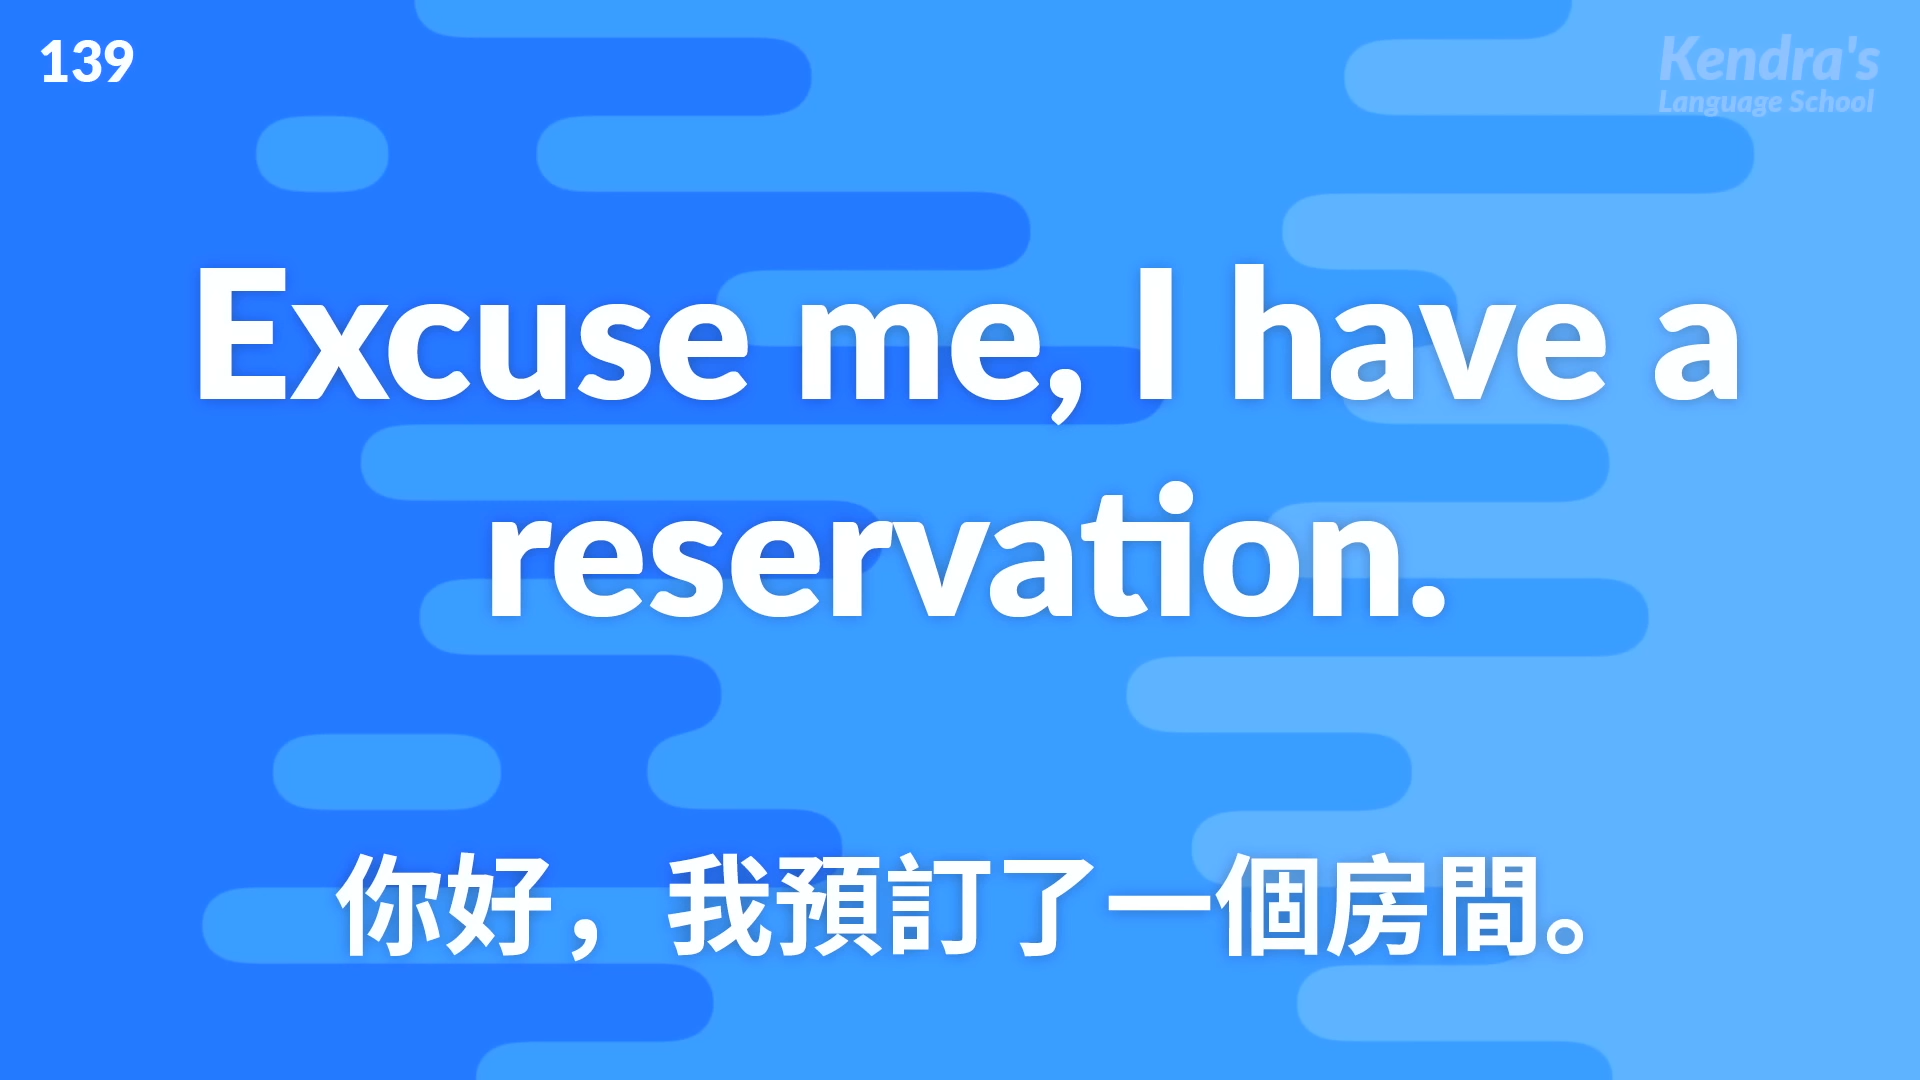 139
Kendra's
Language School
Excuse me, I have a
reservation.
你好，我預訂了一個房間。